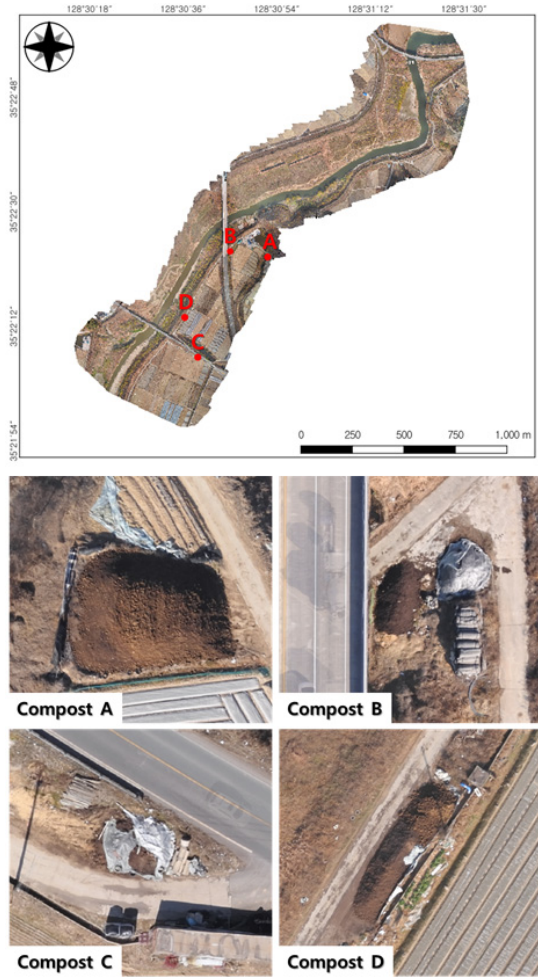 128°30'18" 128°30'36" 128°30'54" 128°31'12" 128°31'30"
35°22'48"
35°22'30"
35°22'12"
35°21'54"
A
B
D
C
0 250 500 750 1,000 m
Compost A
Compost B
Compost C
Compost D